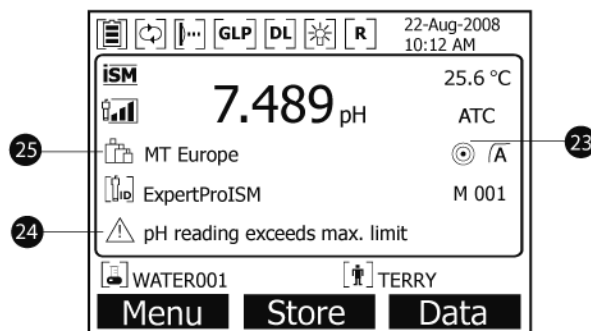 GLP DL R 22-Aug-2008
10:12 AM
iSM 25.6 °C
7.489 pH ATC
25 MT Europe A 23
ID ExpertProISM M 001
24 pH reading exceeds max. limit
WATER001 TERRY
Menu Store Data